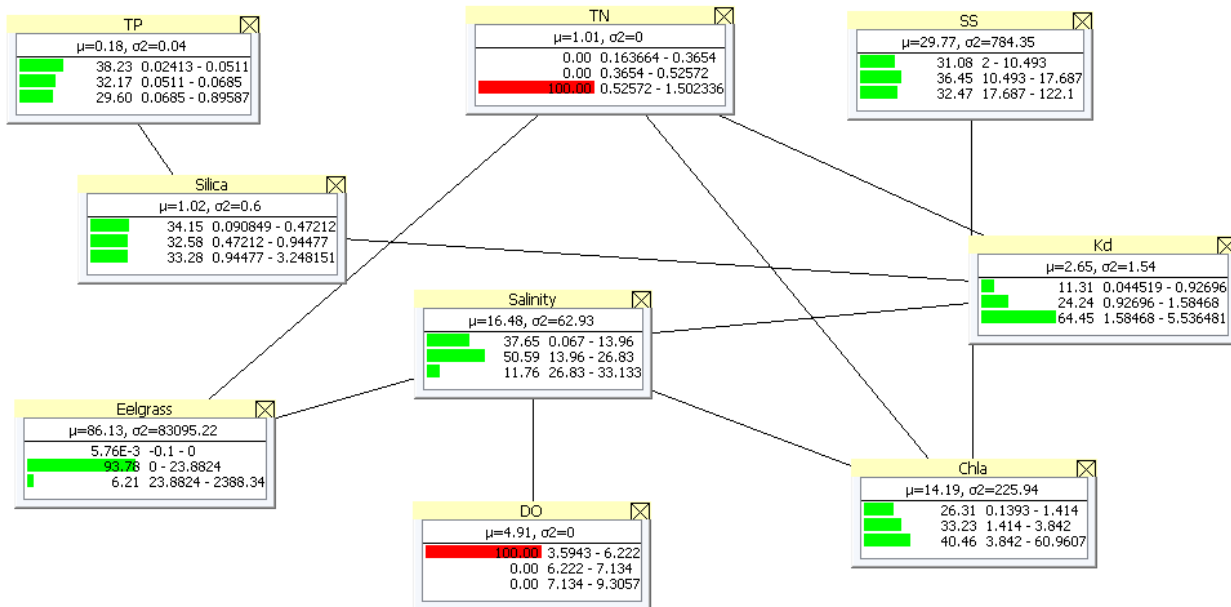 TP
μ=0.18, σ2=0.04
38.23 0.02413 - 0.0511
32.17 0.0511 - 0.0685
29.60 0.0685 - 0.89587
TN
μ=1.01, σ2=0
0.00 0.163664 - 0.3654
0.00 0.3654 - 0.52572
100.00 0.52572 - 1.502336
SS
μ=29.77, σ2=784.35
31.08 2 - 10.493
36.45 10.493 - 17.687
32.47 17.687 - 122.1
Silica
μ=1.02, σ2=0.6
34.15 0.090849 - 0.47212
32.58 0.47212 - 0.94477
33.28 0.94477 - 3.248151
Kd
μ=2.65, σ2=1.54
11.31 0.044519 - 0.92696
24.24 0.92696 - 1.58468
64.45 1.58468 - 5.536481
Salinity
μ=16.48, σ2=62.93
37.65 0.067 - 13.96
50.59 13.96 - 26.83
11.76 26.83 - 33.133
Eelgrass
μ=86.13, σ2=83095.22
5.76E-3 -0.1 - 0
93.78 0 - 23.8824
6.21 23.8824 - 2388.34
DO
μ=4.91, σ2=0
100.00 3.5943 - 6.222
0.00 6.222 - 7.134
0.00 7.134 - 9.3057
Chla
μ=14.19, σ2=225.94
26.31 0.1393 - 1.414
33.23 1.414 - 3.842
40.46 3.842 - 60.9607